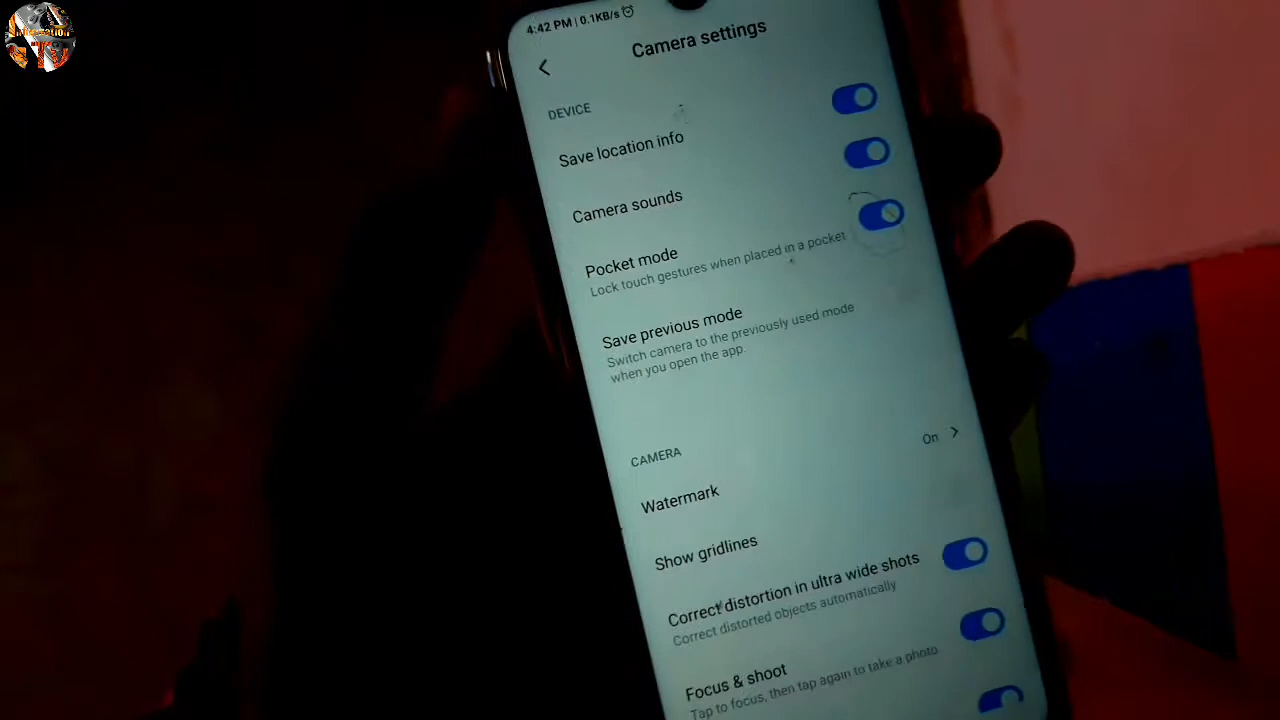 4:42 PM | 0.1KB/s
Camera settings
DEVICE
Save location info
Camera sounds
Pocket mode
Lock touch gestures when placed in a pocket
Save previous mode
Switch camera to the previously used mode
when you open the app.
CAMERA
On
Watermark
Show gridlines
Correct distortion in ultra wide shots
Correct distorted objects automatically
Focus & shoot
Tap to focus, then tap again to take a photo